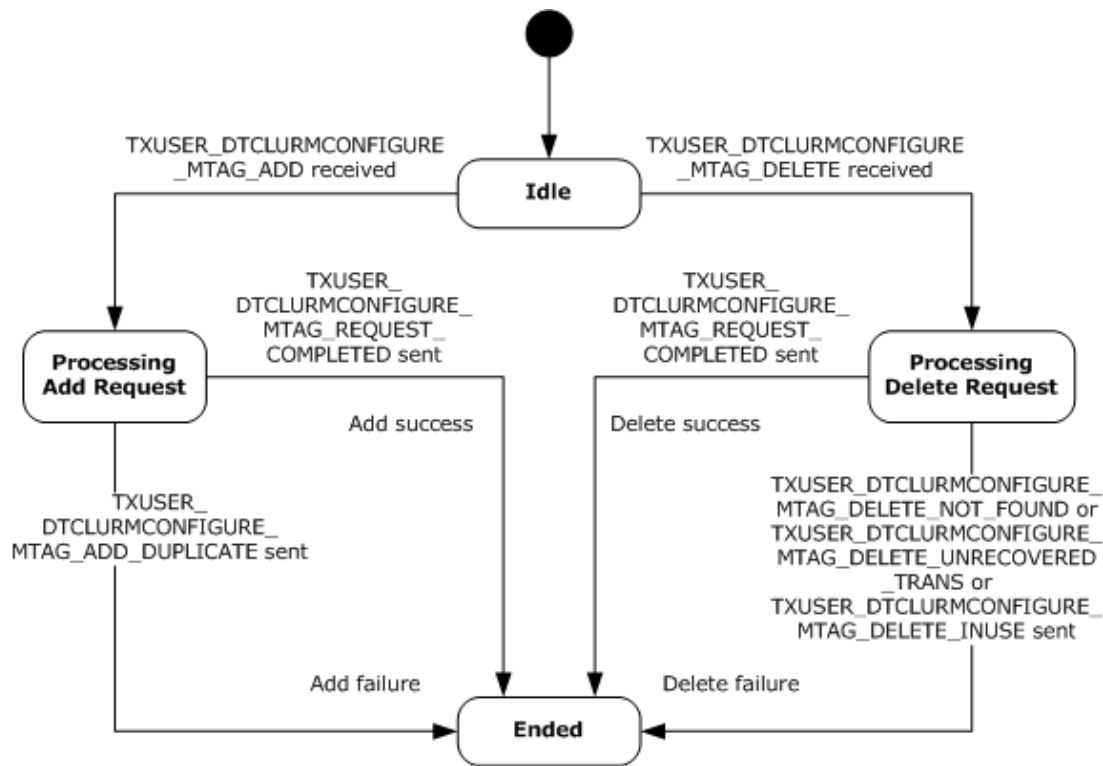 TXUSER_DTCLURMCONFIGURE
_MTAG_ADD received
TXUSER_DTCLURMCONFIGURE
_MTAG_DELETE received
Idle
TXUSER_
DTCLURMCONFIGURE_
MTAG_REQUEST_
COMPLETED sent
TXUSER_
DTCLURMCONFIGURE_
MTAG_REQUEST_
COMPLETED sent
Processing
Add Request
Processing
Delete Request
Add success
Delete success
TXUSER_
DTCLURMCONFIGURE_
MTAG_ADD_DUPLICATE sent
TXUSER_DTCLURMCONFIGURE_
MTAG_DELETE_NOT_FOUND or
TXUSER_DTCLURMCONFIGURE_
MTAG_DELETE_UNRECOVERED
_TRANS or
TXUSER_DTCLURMCONFIGURE_
MTAG_DELETE_INUSE sent
Add failure
Delete failure
Ended